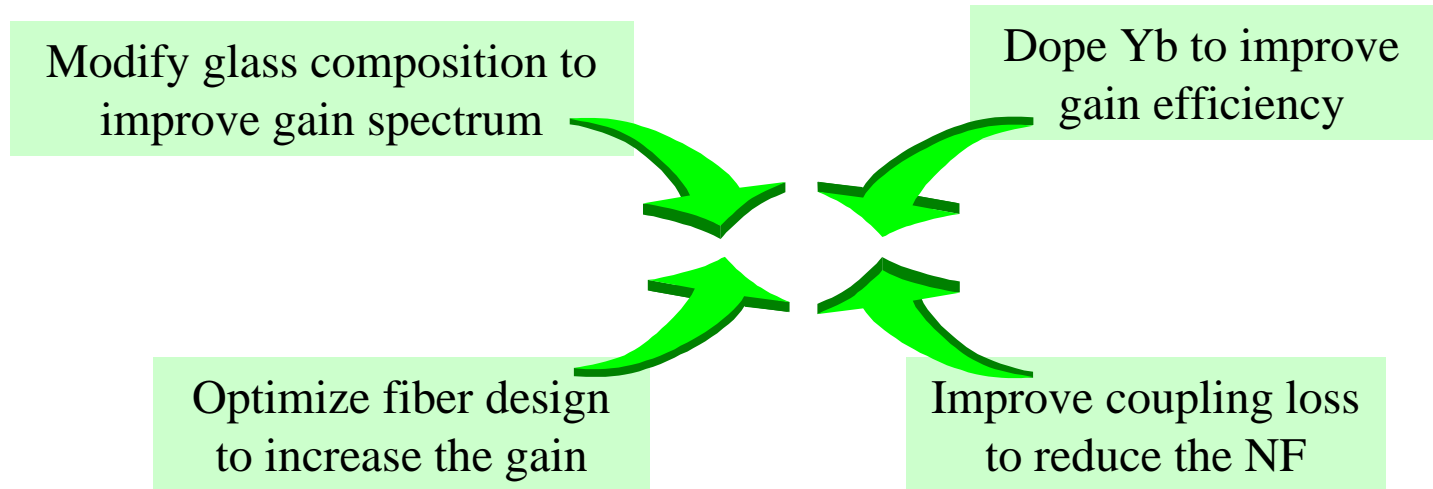 Modify glass composition to
improve gain spectrum
Dope Yb to improve
gain efficiency
Optimize fiber design
to increase the gain
Improve coupling loss
to reduce the NF